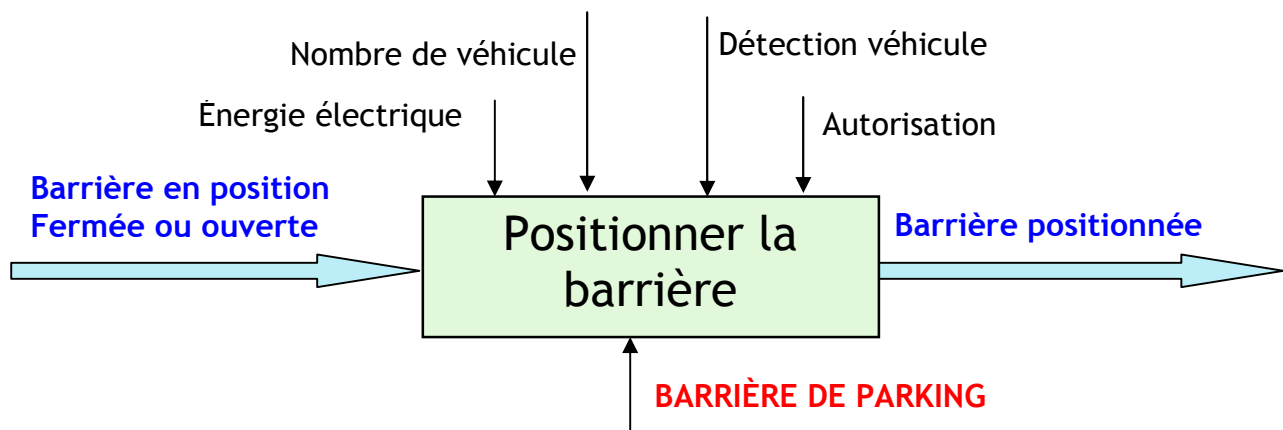 Nombre de véhicule
Détection véhicule
Énergie électrique
Autorisation
Barrière en position
Fermée ou ouverte
Positionner la
barrière
Barrière positionnée
BARRIÈRE DE PARKING